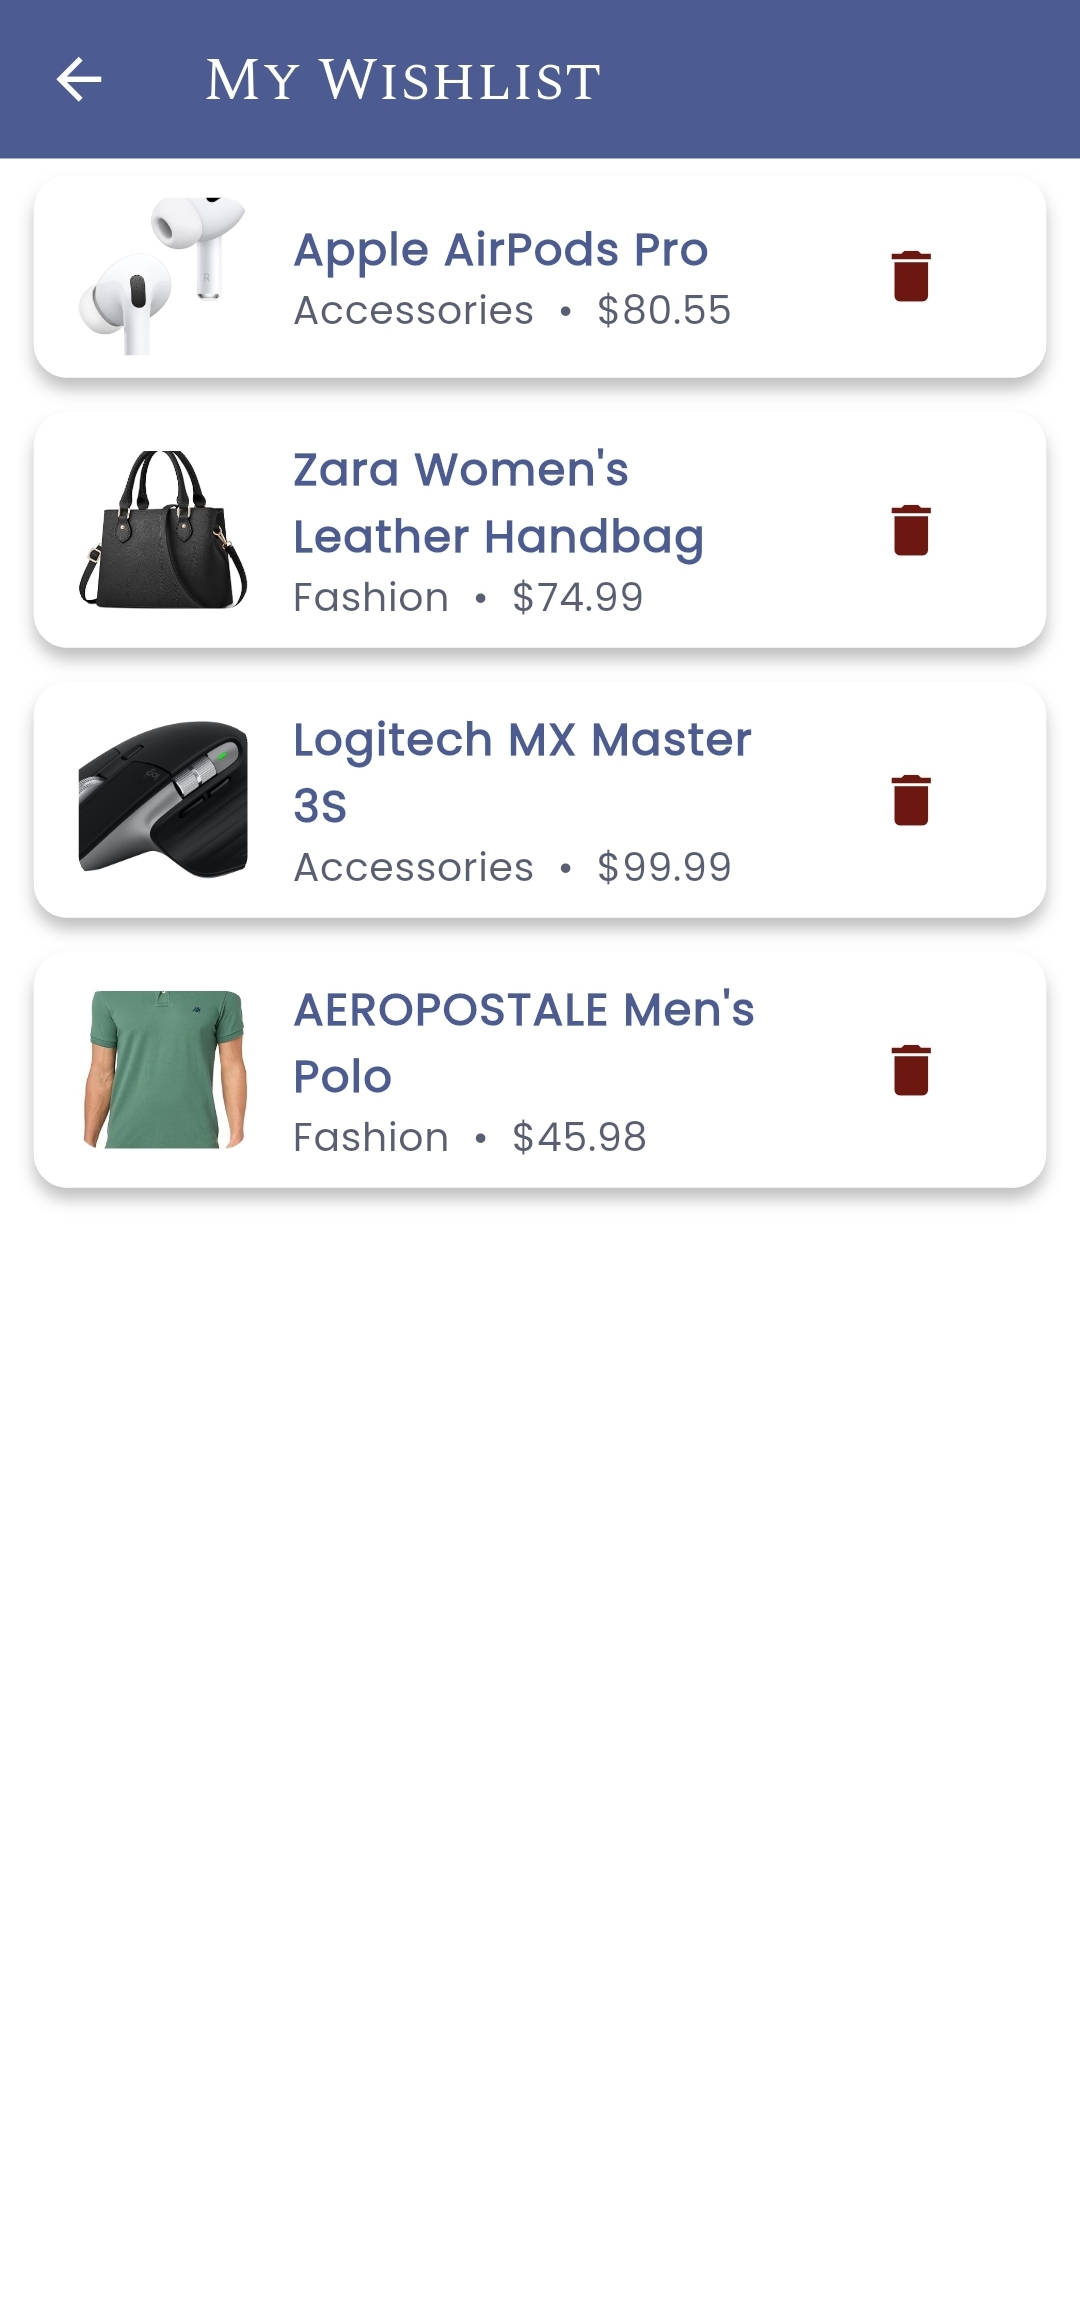 MY WISHLIST
Apple AirPods Pro
Accessories • $80.55
Zara Women's
Leather Handbag
Fashion • $74.99
Logitech MX Master
3S
Accessories • $99.99
AEROPOSTALE Men's
Polo
Fashion • $45.98